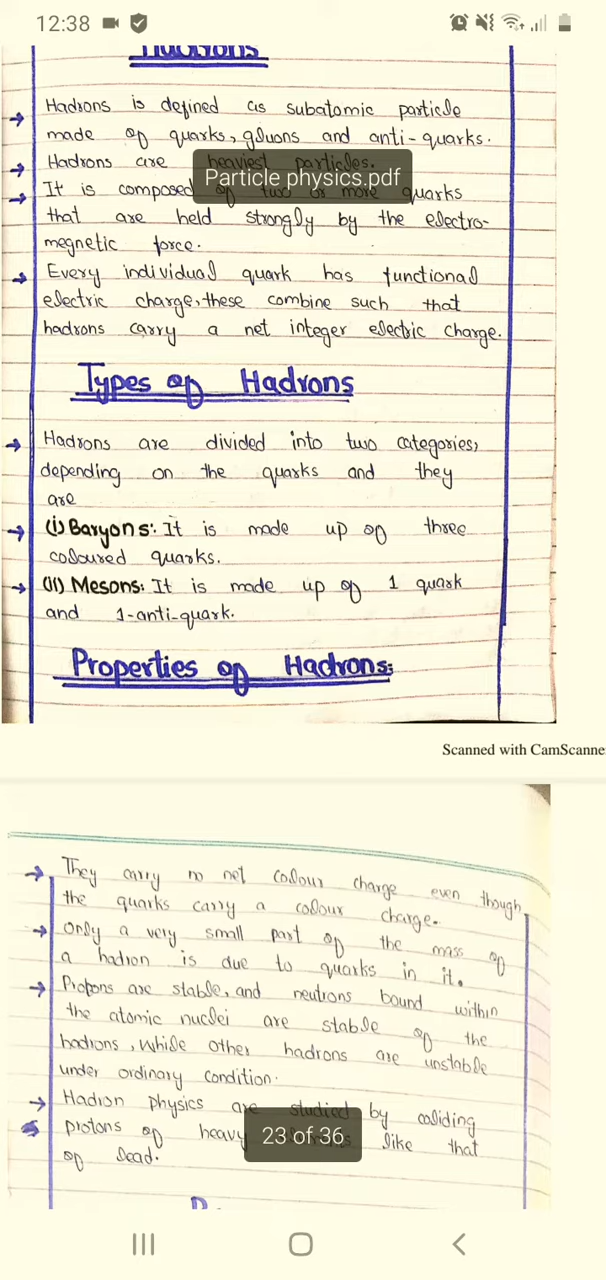 12:38
Hadrons
→ Hadrons is defined as subatomic particle
made of quarks, gluons and anti-quarks.
→ Hadrons are heaviest particles.
Particle physics.pdf
→ It is composed of two or more quarks
that are held strongly by the electro-
megnetic force.
→ Every individual quark has functional
electric charge, these combine such that
hadrons carry a net integer electric charge.
Types of Hadrons
→ Hadrons are divided into two categories,
depending on the quarks and they
are
→ (i) Baryons: It is made up of three
coloured quarks.
→ (ii) Mesons: It is made up of 1 quark
and 1-anti-quark.
Properties of Hadrons:
Scanned with CamScanne
→ They carry no net colour charge even though
the quarks carry a colour charge.
→ Only a very small part of the mass of
a hadron is due to quarks in it.
→ Protons are stable, and neutrons bound within
the atomic nuclei are stable of the
hadrons, while other hadrons are unstable
under ordinary condition.
→ Hadron physics are studied by coliding
protons of heavy like that
23 of 36
of lead.